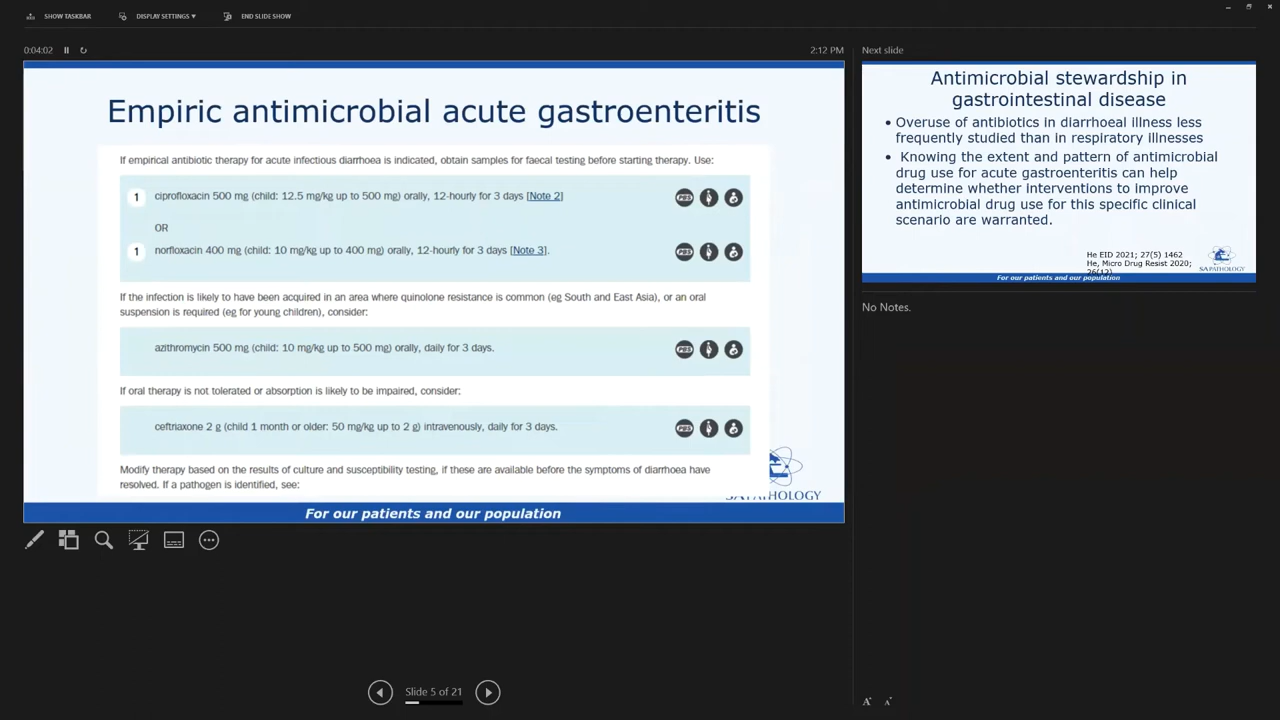 SHOW TASKBAR
DISPLAY SETTINGS ▾
END SLIDE SHOW
0:04:02
2:12 PM
Empiric antimicrobial acute gastroenteritis
If empirical antibiotic therapy for acute infectious diarrhoea is indicated, obtain samples for faecal testing before starting therapy. Use:
1 ciprofloxacin 500 mg (child: 12.5 mg/kg up to 500 mg) orally, 12-hourly for 3 days [Note 2]
PBS
OR
1 norfloxacin 400 mg (child: 10 mg/kg up to 400 mg) orally, 12-hourly for 3 days [Note 3].
PBS
If the infection is likely to have been acquired in an area where quinolone resistance is common (eg South and East Asia), or an oral
suspension is required (eg for young children), consider:
azithromycin 500 mg (child: 10 mg/kg up to 500 mg) orally, daily for 3 days.
PBS
If oral therapy is not tolerated or absorption is likely to be impaired, consider:
ceftriaxone 2 g (child 1 month or older: 50 mg/kg up to 2 g) intravenously, daily for 3 days.
PBS
Modify therapy based on the results of culture and susceptibility testing, if these are available before the symptoms of diarrhoea have
resolved. If a pathogen is identified, see:
SA PATHOLOGY
For our patients and our population
Slide 5 of 21
Next slide
Antimicrobial stewardship in
gastrointestinal disease
• Overuse of antibiotics in diarrhoeal illness less
frequently studied than in respiratory illnesses
• Knowing the extent and pattern of antimicrobial
drug use for acute gastroenteritis can help
determine whether interventions to improve
antimicrobial drug use for this specific clinical
scenario are warranted.
He EID 2021; 27(5) 1462
He, Micro Drug Resist 2020;
26(12)
SA PATHOLOGY
For our patients and our population
No Notes.
A A